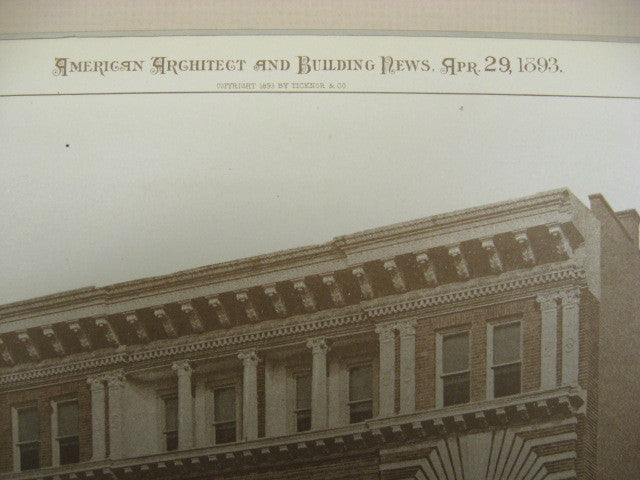 American Architect and Building News, Apr. 29, 1893.
COPYRIGHT 1893 BY TICKNOR & CO